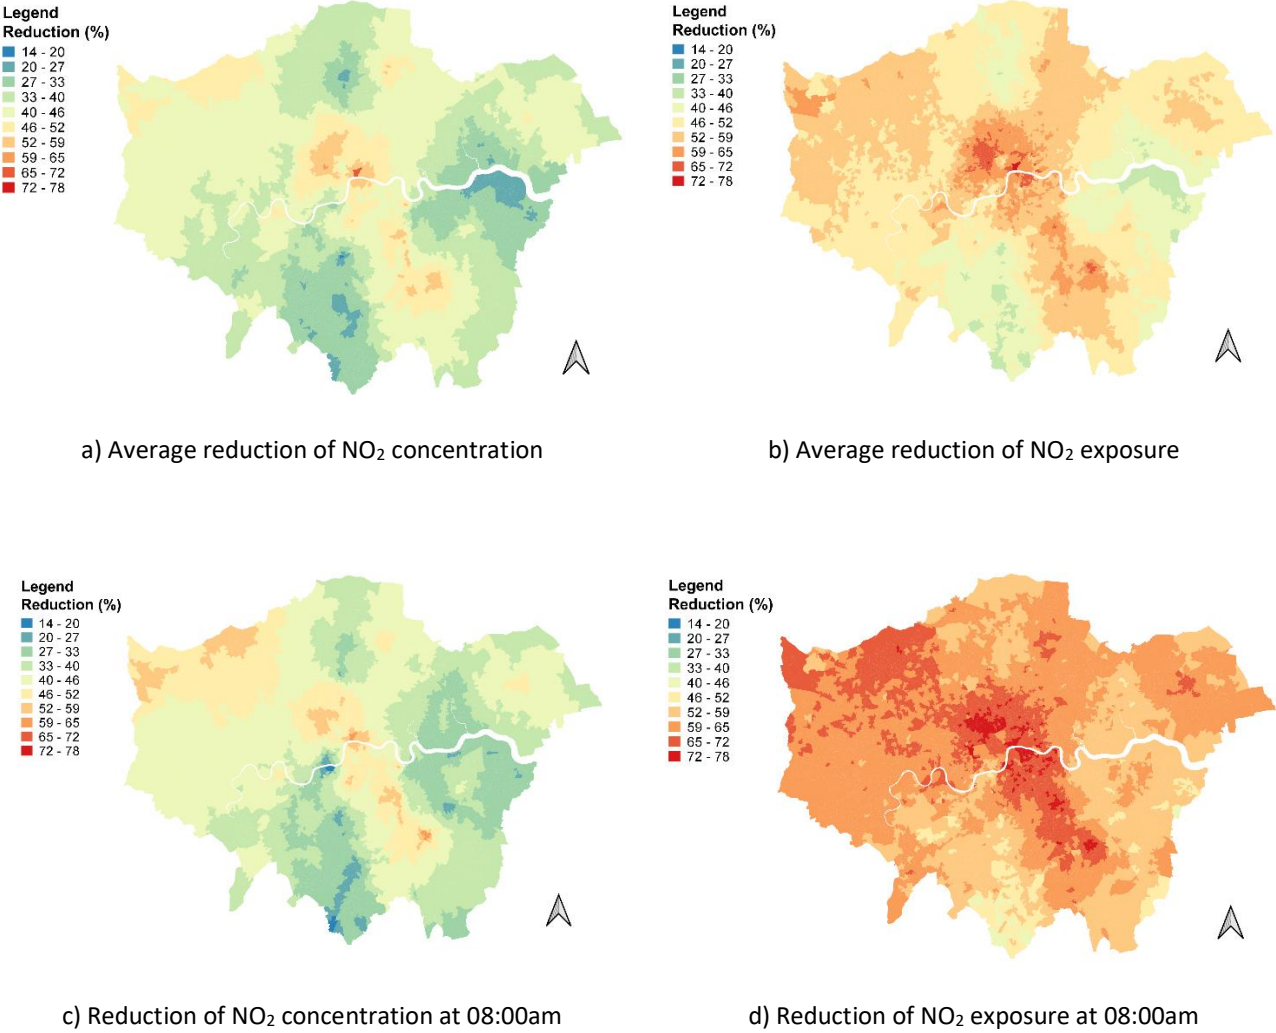 Legend
Reduction (%)
14 - 20
20 - 27
27 - 33
33 - 40
40 - 46
46 - 52
52 - 59
59 - 65
65 - 72
72 - 78
Legend
Reduction (%)
14 - 20
20 - 27
27 - 33
33 - 40
40 - 46
46 - 52
52 - 59
59 - 65
65 - 72
72 - 78
a) Average reduction of NO₂ concentration
b) Average reduction of NO₂ exposure
Legend
Reduction (%)
14 - 20
20 - 27
27 - 33
33 - 40
40 - 46
46 - 52
52 - 59
59 - 65
65 - 72
72 - 78
Legend
Reduction (%)
14 - 20
20 - 27
27 - 33
33 - 40
40 - 46
46 - 52
52 - 59
59 - 65
65 - 72
72 - 78
c) Reduction of NO₂ concentration at 08:00am
d) Reduction of NO₂ exposure at 08:00am